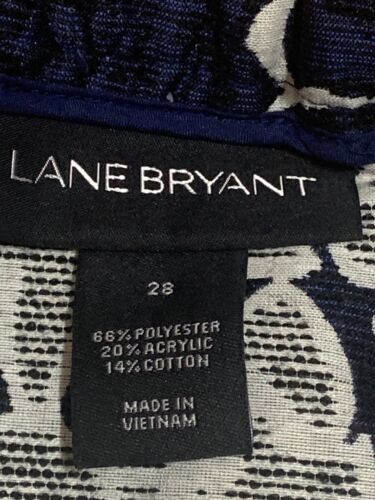 LANE BRYANT
28
66% POLYESTER
20% ACRYLIC
14% COTTON
MADE IN
VIETNAM